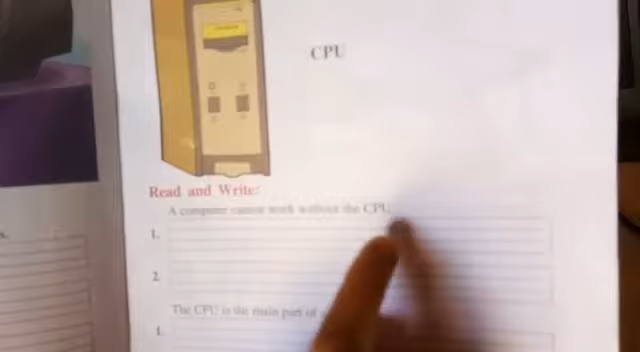 CPU
Read and Write:
A computer cannot work without the CPU
1.
2.
The CPU is the main part of
1.